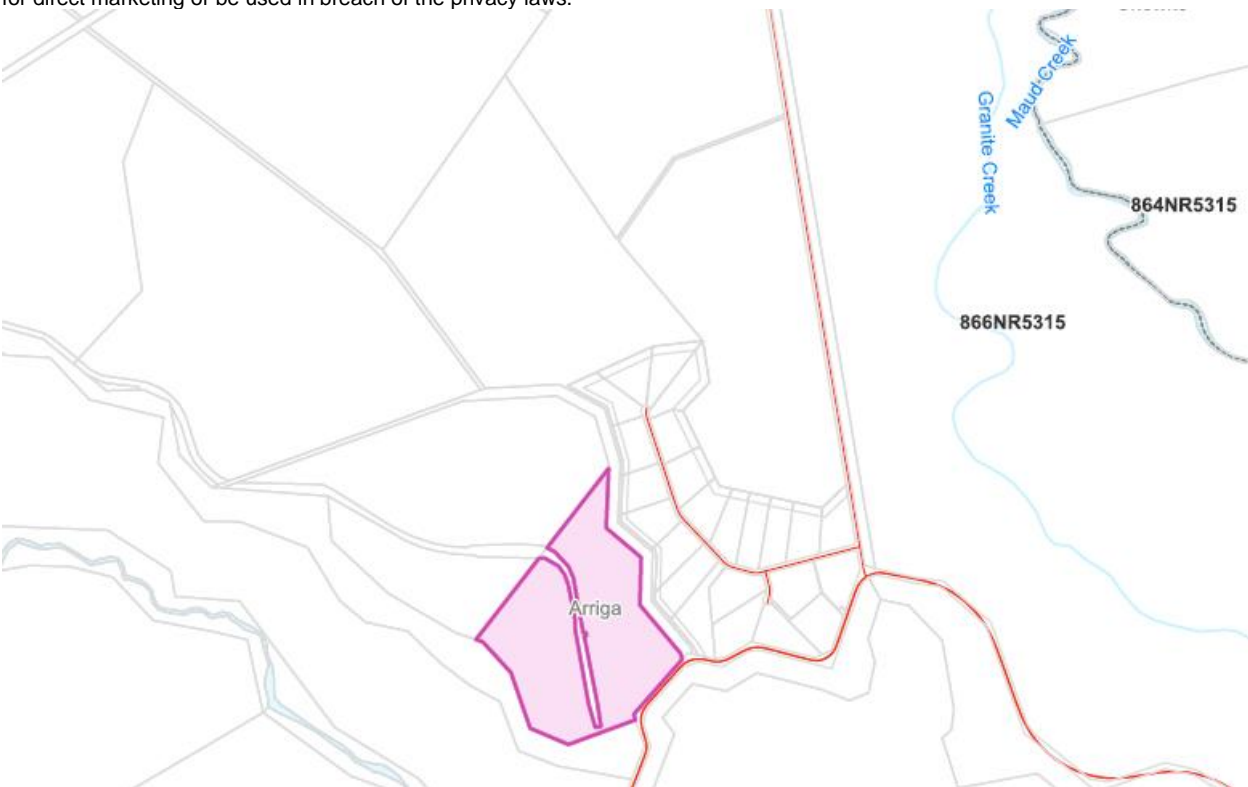 for direct marketing or be used in breach of the privacy laws.
Maud Creek
Granite Creek
864NR5315
866NR5315
Arriga